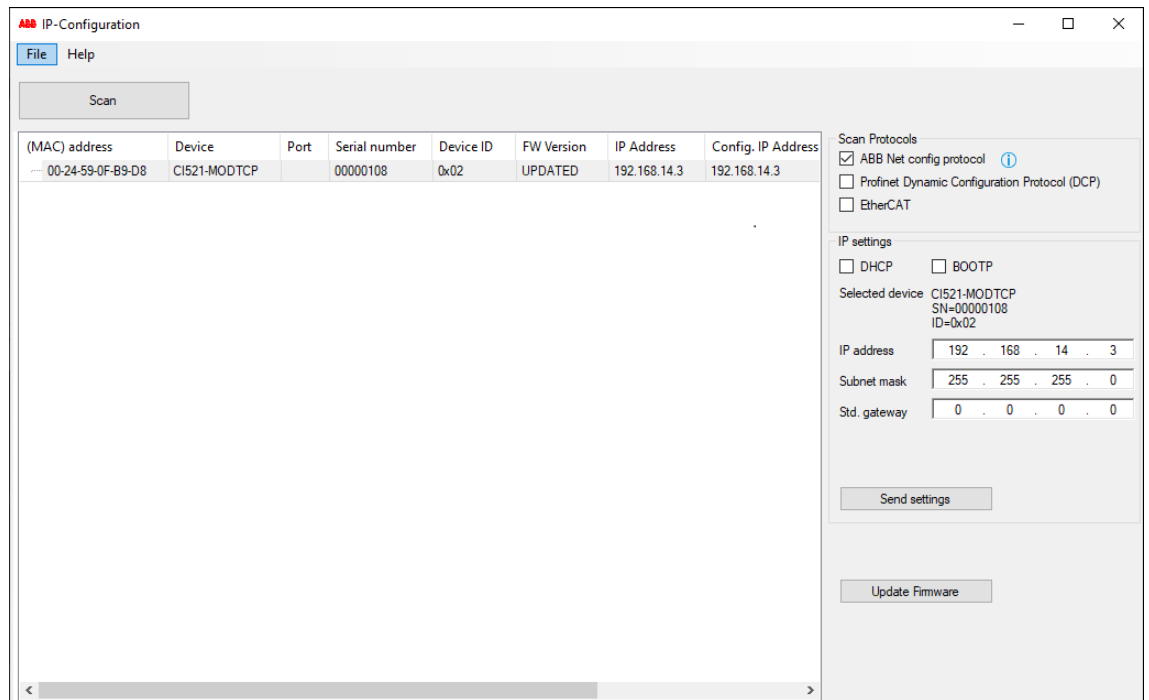 ABB IP-Configuration
File Help
Scan
(MAC) address Device Port Serial number Device ID FW Version IP Address Config. IP Address
00-24-59-0F-B9-D8 CI521-MODTCP 00000108 0x02 UPDATED 192.168.14.3 192.168.14.3
Scan Protocols
ABB Net config protocol
Profinet Dynamic Configuration Protocol (DCP)
EtherCAT
IP settings
DHCP BOOTP
Selected device CI521-MODTCP
SN=00000108
ID=0x02
IP address 192 . 168 . 14 . 3
Subnet mask 255 . 255 . 255 . 0
Std. gateway 0 . 0 . 0 . 0
Send settings
Update Firmware